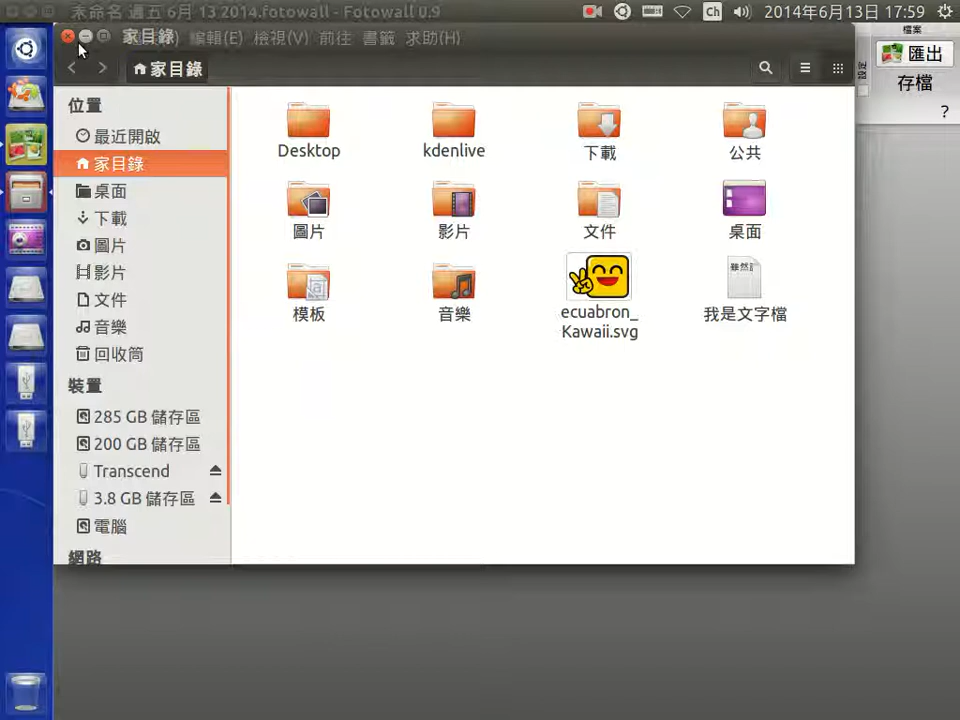 未命名 週五 6月 13 2014.fotowall - Fotowall 0.9
Ch
2014年6月13日 17:59
家目錄
編輯(E) 檢視(V) 前往 書籤 求助(H)
檔案
匯出
設定
存檔
?
家目錄
位置
最近開啟
家目錄
桌面
下載
圖片
影片
文件
音樂
回收筒
裝置
285 GB 儲存區
200 GB 儲存區
Transcend
3.8 GB 儲存區
電腦
網路
Desktop
kdenlive
下載
公共
圖片
影片
文件
桌面
模板
音樂
ecuabron_
Kawaii.svg
雖然訂
我是文字檔